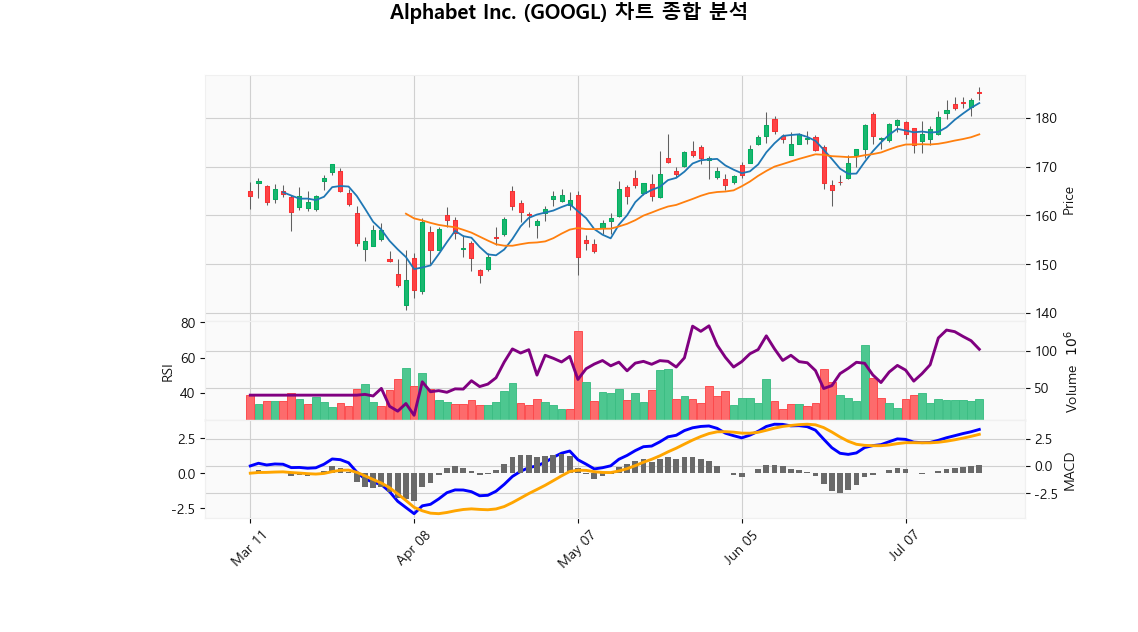 Alphabet Inc. (GOOGL) 차트 종합 분석
180
170
160
150
140
Price
80
60
40
RSI
100
50
Volume 10^6
2.5
0.0
-2.5
2.5
0.0
-2.5
MACD
Mar 11
Apr 08
May 07
Jun 05
Jul 07